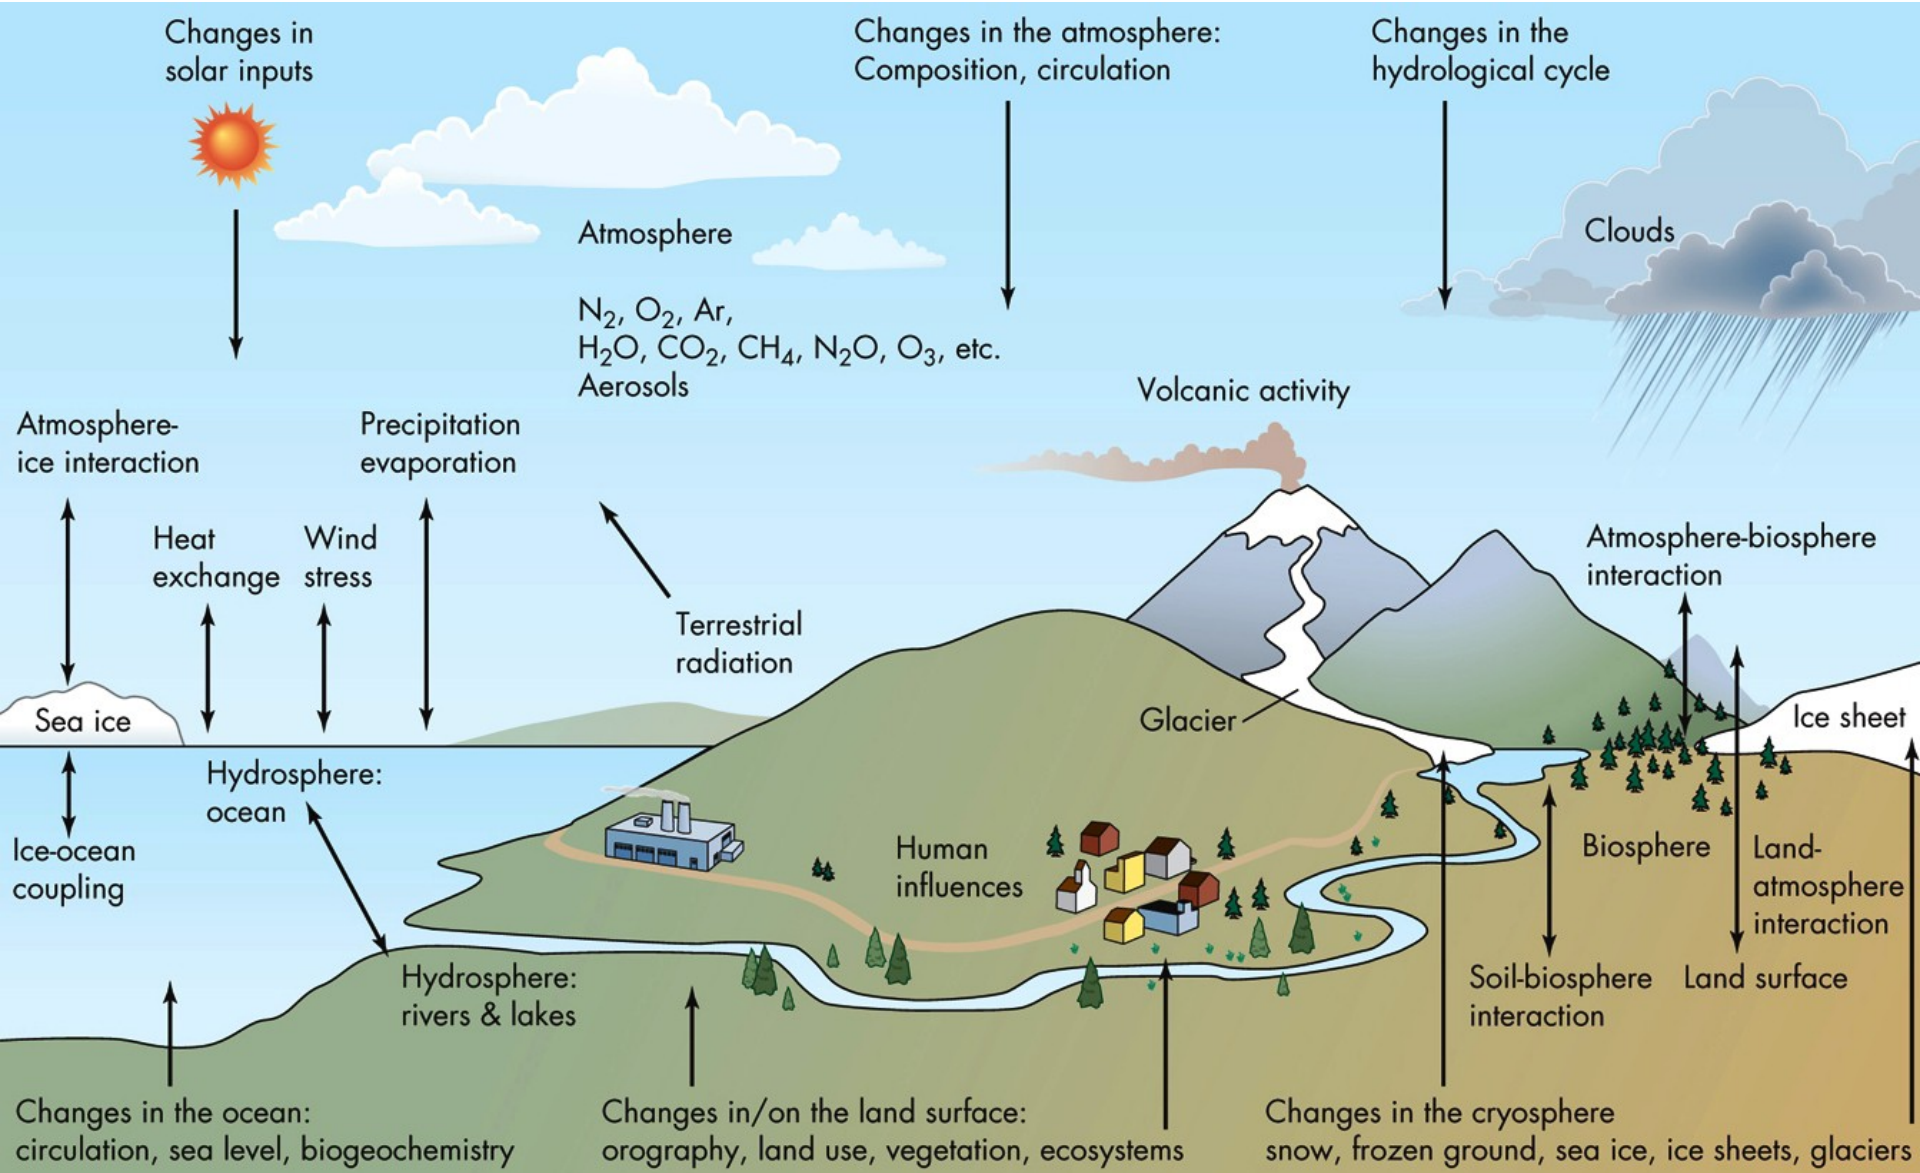 Changes in
solar inputs
Changes in the atmosphere:
Composition, circulation
Changes in the
hydrological cycle
Atmosphere
Clouds
N₂, O₂, Ar,
H₂O, CO₂, CH₄, N₂O, O₃, etc.
Aerosols
Volcanic activity
Atmosphere-
ice interaction
Precipitation
evaporation
Heat
exchange
Wind
stress
Atmosphere-biosphere
interaction
Terrestrial
radiation
Sea ice
Glacier
Ice sheet
Hydrosphere:
ocean
Ice-ocean
coupling
Human
influences
Biosphere
Land-
atmosphere
interaction
Hydrosphere:
rivers & lakes
Soil-biosphere
interaction
Land surface
Changes in the ocean:
circulation, sea level, biogeochemistry
Changes in/on the land surface:
orography, land use, vegetation, ecosystems
Changes in the cryosphere
snow, frozen ground, sea ice, ice sheets, glaciers